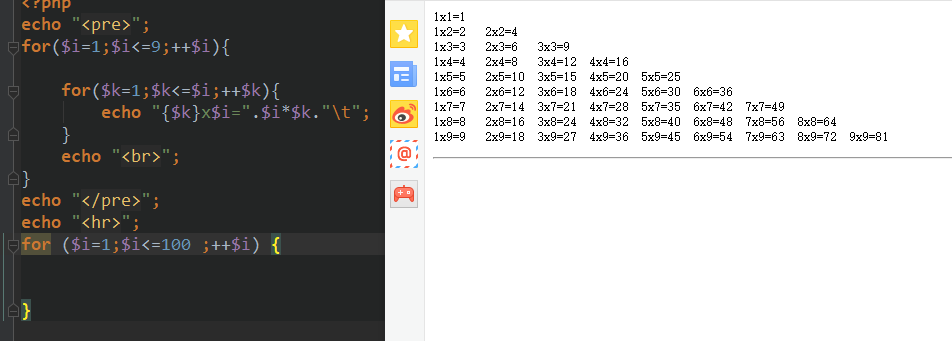 <?php
echo "<pre>";
for($i=1;$i<=9;++$i){
for($k=1;$k<=$i;++$k){
echo "{$k}x$i=".$i*$k."\t";
}
echo "<br>";
}
echo "</pre>";
echo "<hr>";
for ($i=1;$i<=100 ;++$i) {
}
1x1=1
1x2=2 2x2=4
1x3=3 2x3=6 3x3=9
1x4=4 2x4=8 3x4=12 4x4=16
1x5=5 2x5=10 3x5=15 4x5=20 5x5=25
1x6=6 2x6=12 3x6=18 4x6=24 5x6=30 6x6=36
1x7=7 2x7=14 3x7=21 4x7=28 5x7=35 6x7=42 7x7=49
1x8=8 2x8=16 3x8=24 4x8=32 5x8=40 6x8=48 7x8=56 8x8=64
1x9=9 2x9=18 3x9=27 4x9=36 5x9=45 6x9=54 7x9=63 8x9=72 9x9=81